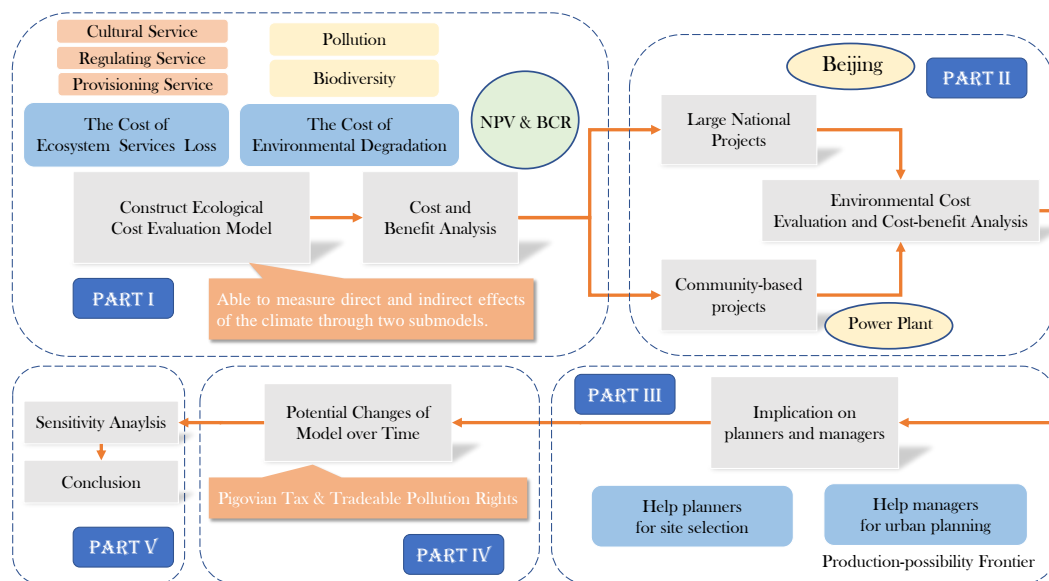 Cultural Service
Regulating Service
Provisioning Service
The Cost of
Ecosystem Services Loss
Pollution
Biodiversity
The Cost of
Environmental Degradation
NPV & BCR
Construct Ecological
Cost Evaluation Model
Cost and
Benefit Analysis
PART I
Able to measure direct and indirect effects
of the climate through two submodels.
Beijing
PART II
Large National
Projects
Environmental Cost
Evaluation and Cost-benefit Analysis
Community-based
projects
Power Plant
PART III
Implication on
planners and managers
Help planners
for site selection
Help managers
for urban planning
Production-possibility Frontier
Potential Changes of
Model over Time
Pigovian Tax & Tradeable Pollution Rights
PART IV
Sensitivity Anaylsis
Conclusion
PART V